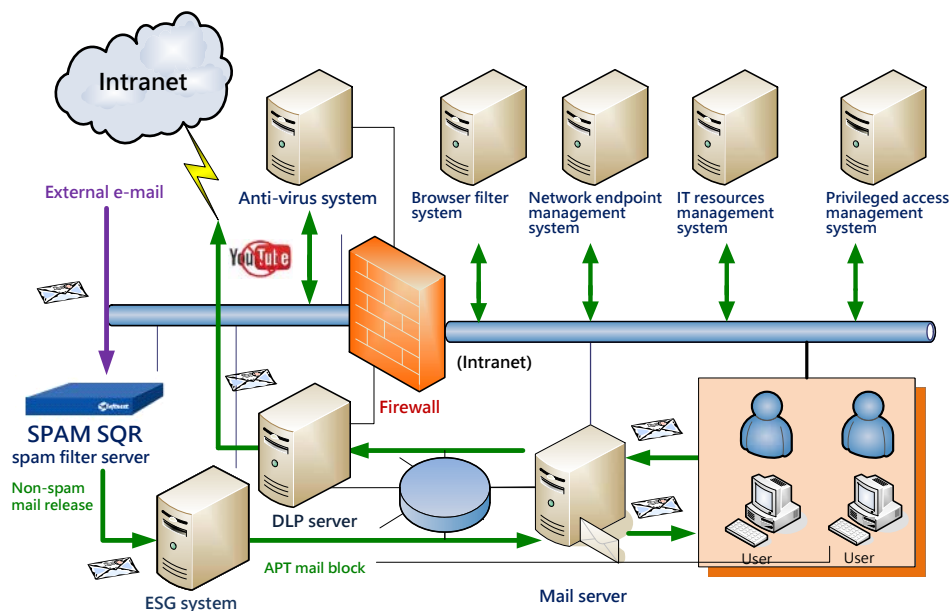 Intranet
External e-mail
Anti-virus system
Browser filter
system
Network endpoint
management
system
IT resources
management
system
Privileged access
management
system
YouTube
(Intranet)
Firewall
Softnext
SPAM SQR
spam filter server
Non-spam
mail release
DLP server
APT mail block
ESG system
Mail server
User
User